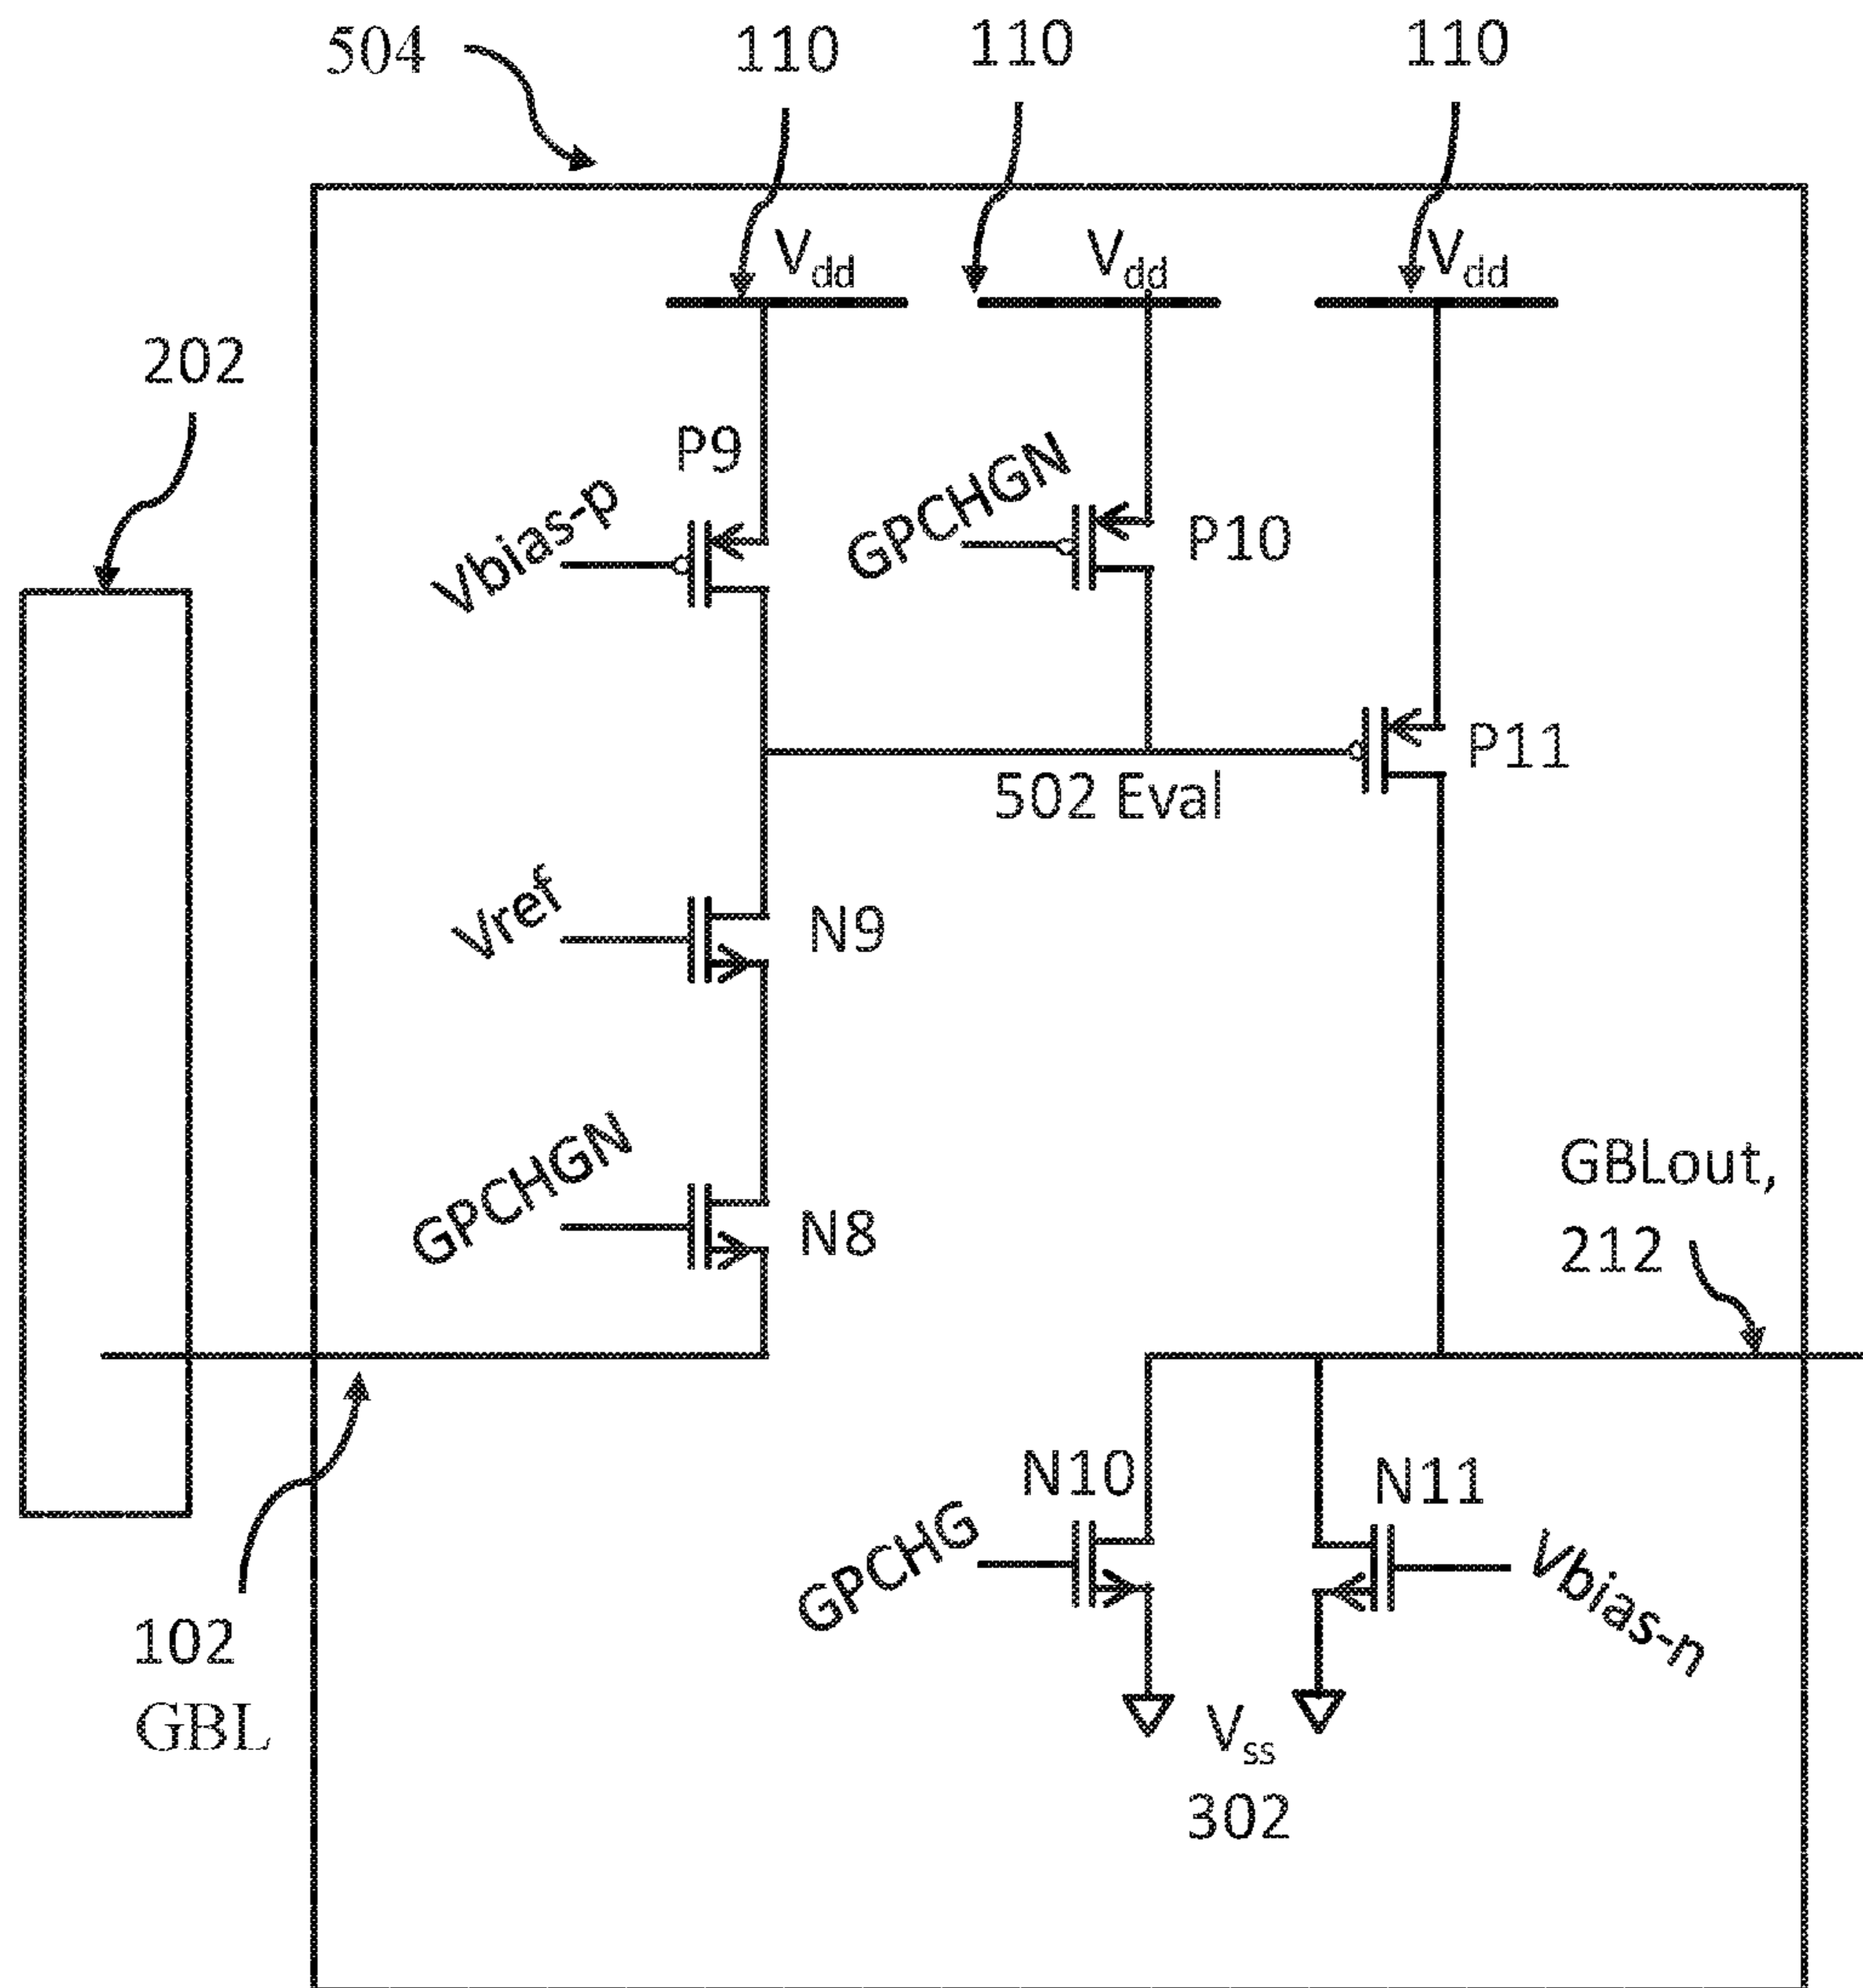 504
110
110
110
Vdd
Vdd
Vdd
202
P9
Vbias-p
GPCHGN
P10
P11
502 Eval
Vref
N9
GPCHGN
N8
GBLout,
212
N10
N11
GPCHG
Vbias-n
102
GBL
Vss
302